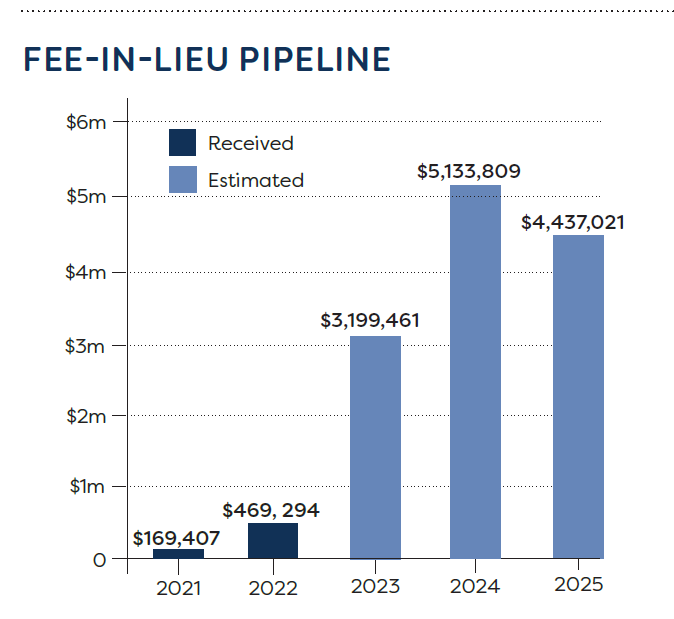 FEE-IN-LIEU PIPELINE
$6m
Received
Estimated
$5,133,809
$5m
$4,437,021
$4m
$3,199,461
$3m
$2m
$1m
$469, 294
$169,407
0
2021 2022 2023 2024 2025